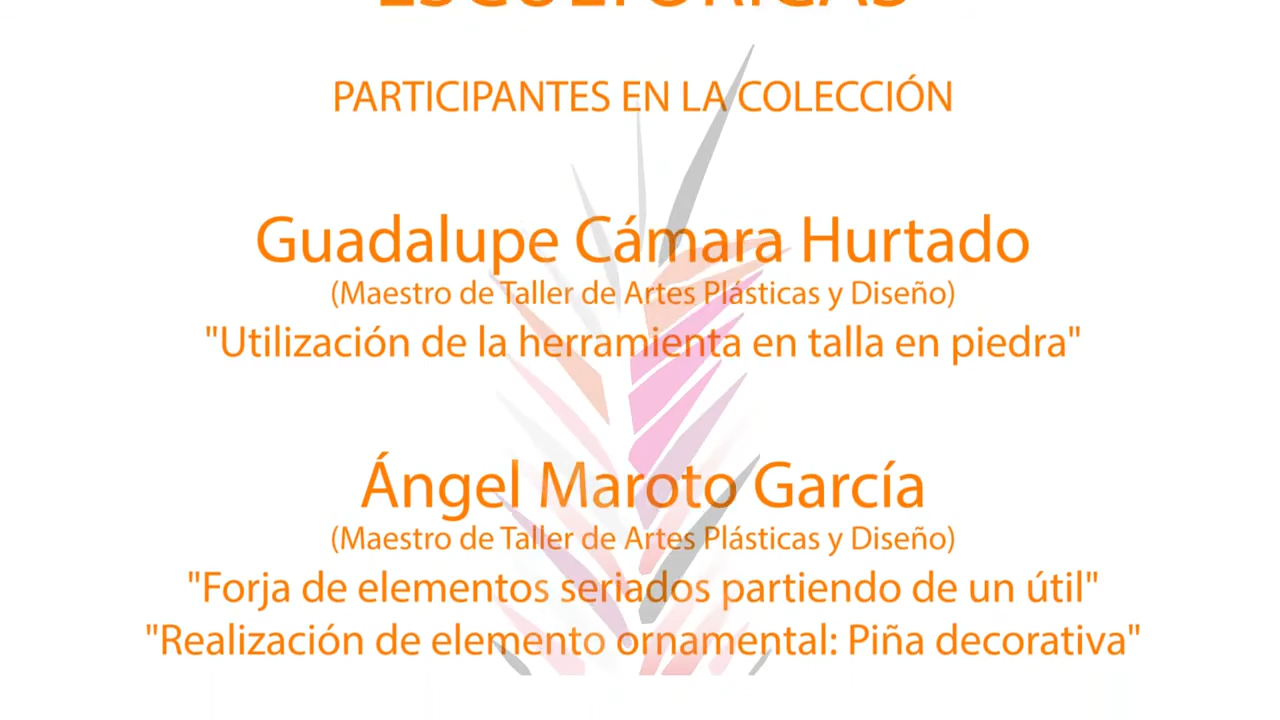 ESCULTÓRICAS
PARTICIPANTES EN LA COLECCIÓN
Guadalupe Cámara Hurtado
(Maestro de Taller de Artes Plásticas y Diseño)
"Utilización de la herramienta en talla en piedra"
Ángel Maroto García
(Maestro de Taller de Artes Plásticas y Diseño)
"Forja de elementos seriados partiendo de un útil"
"Realización de elemento ornamental: Piña decorativa"